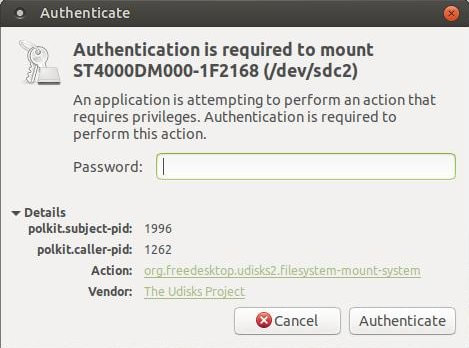 Authenticate
Authentication is required to mount
ST4000DM000-1F2168 (/dev/sdc2)
An application is attempting to perform an action that
requires privileges. Authentication is required to
perform this action.
Password:
Details
polkit.subject-pid: 1996
polkit.caller-pid: 1262
Action: org.freedesktop.udisks2.filesystem-mount-system
Vendor: The Udisks Project
Cancel Authenticate